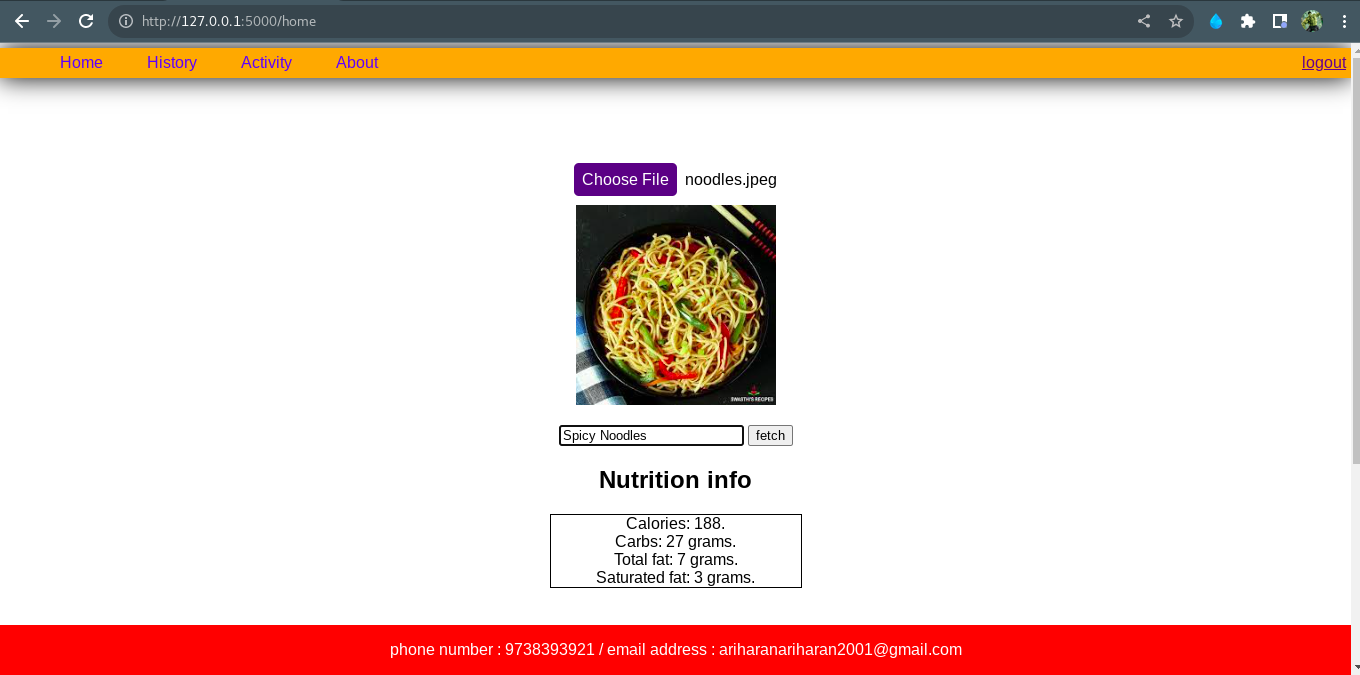 http://127.0.0.1:5000/home
Home History Activity About logout
Choose File noodles.jpeg
SWASTHI'S RECIPES
Spicy Noodles fetch
Nutrition info
Calories: 188.
Carbs: 27 grams.
Total fat: 7 grams.
Saturated fat: 3 grams.
phone number : 9738393921 / email address : ariharanariharan2001@gmail.com